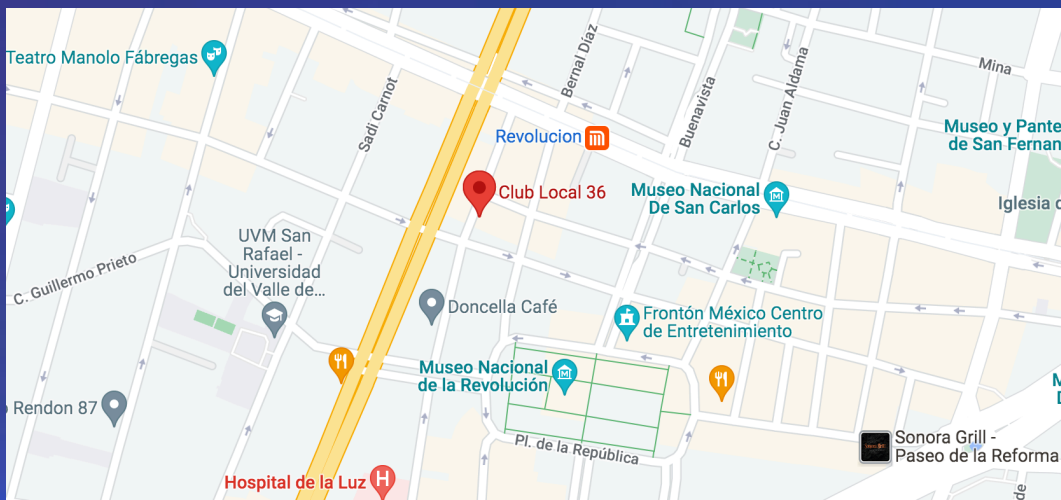 Teatro Manolo Fábregas
Sadi Carnot
Bernal Díaz
Buenavista
C. Juan Aldama
Mina
Revolucion
Museo y Pante
de San Fernan
Club Local 36
Museo Nacional
De San Carlos
Iglesia
UVM San
Rafael -
Universidad
del Valle de...
C. Guillermo Prieto
Doncella Café
Frontón México Centro
de Entretenimiento
Museo Nacional
de la Revolución
Rendon 87
Pl. de la República
Sonora Grill -
Paseo de la Reforma
Hospital de la Luz
H
de